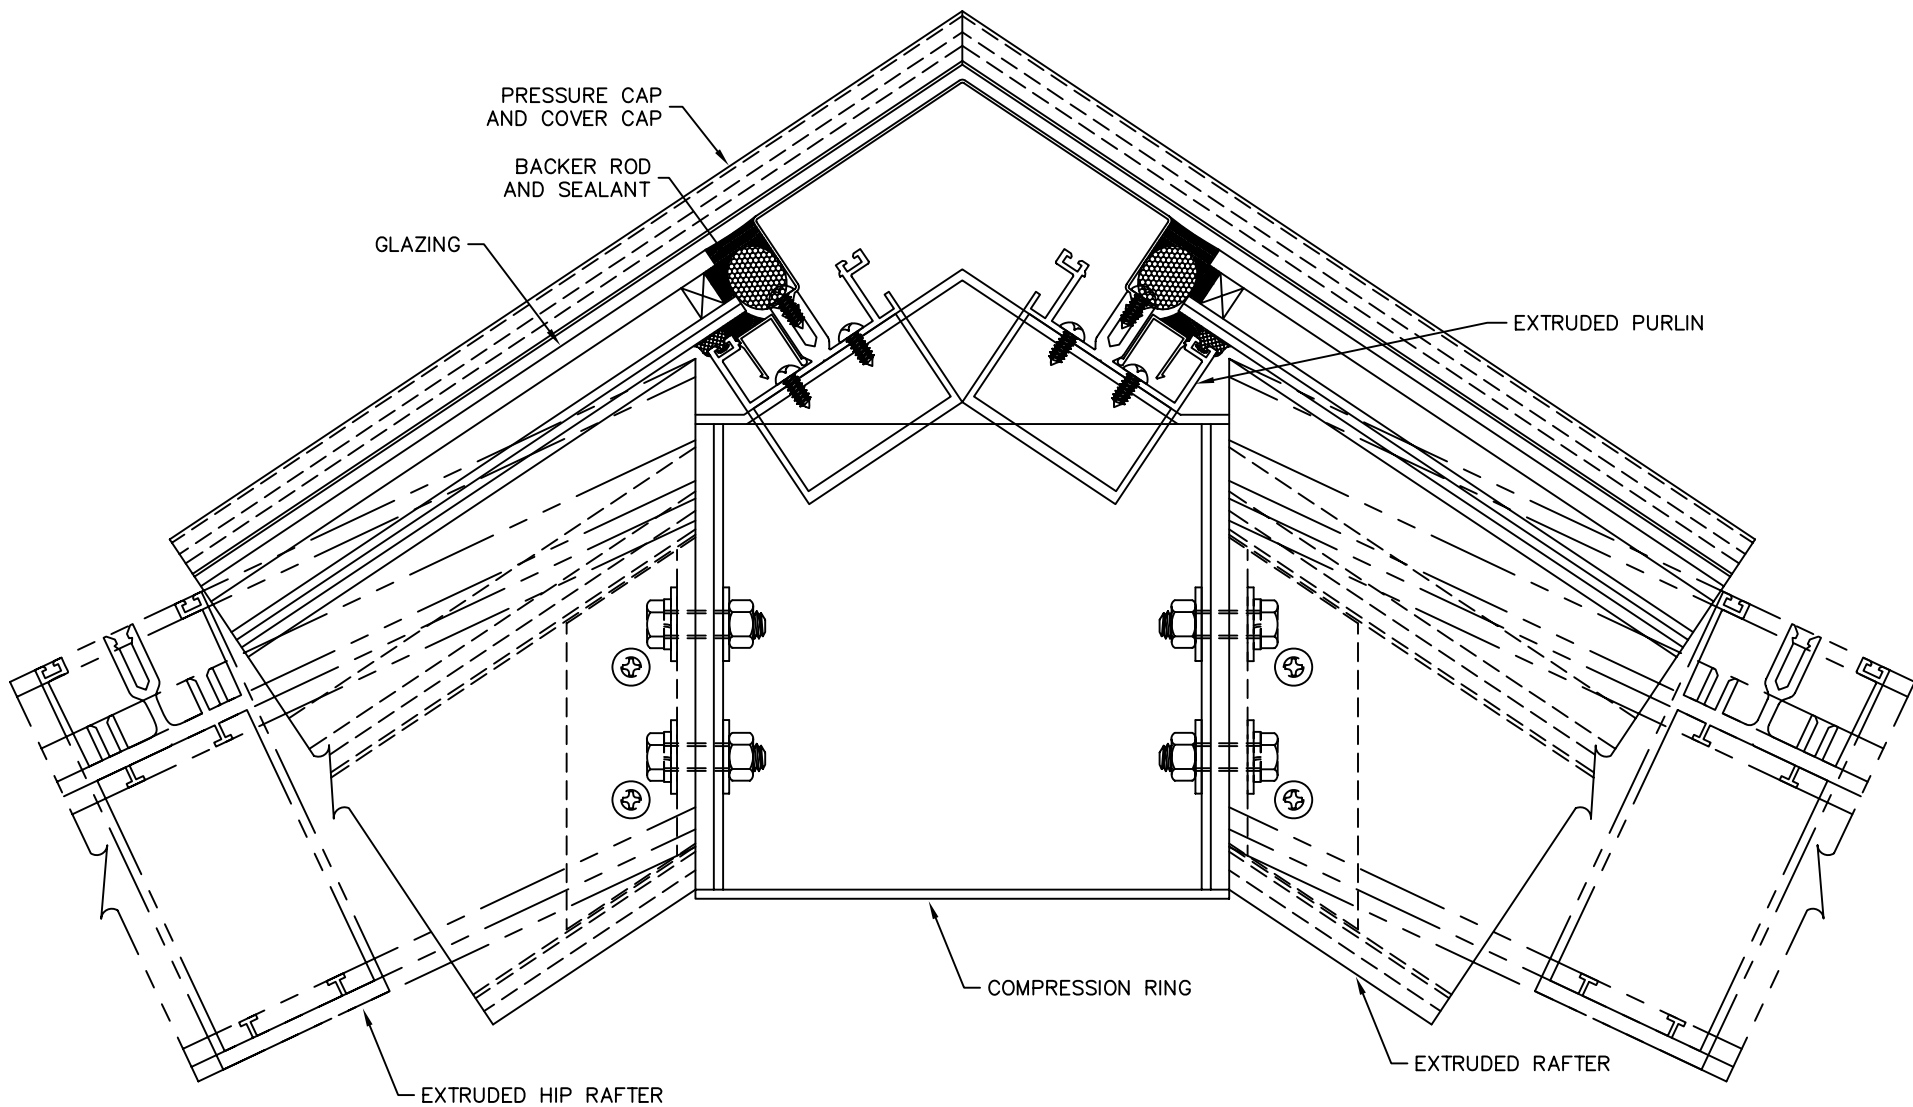 PRESSURE CAP
AND COVER CAP
BACKER ROD
AND SEALANT
GLAZING
EXTRUDED PURLIN
COMPRESSION RING
EXTRUDED RAFTER
EXTRUDED HIP RAFTER